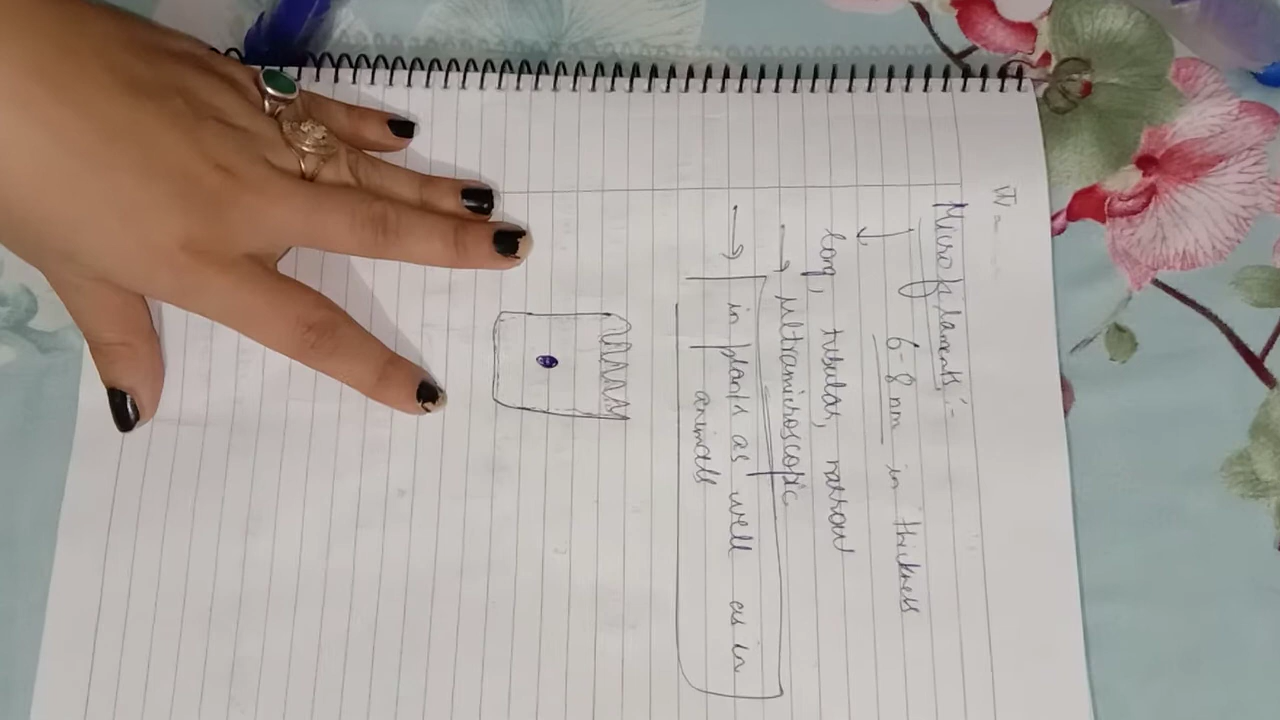 Microfilaments:-
6-8 nm in thickness
long, tubular, narrow
→ ultramicroscopic
→ in plants as well as in
animals